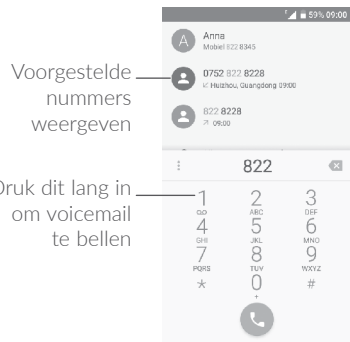 59% 09:00
A
Anna
Mobiel 822 8345
0752 822 8228
Huizhou, Guangdong 09:00
822 8228
09:00
Voorgestelde
nummers
weergeven
822
Druk dit lang in
om voicemail
te bellen
1 2 3
ABC DEF
4 5 6
GHI JKL MNO
7 8 9
PQRS TUV WXYZ
* 0 #
+